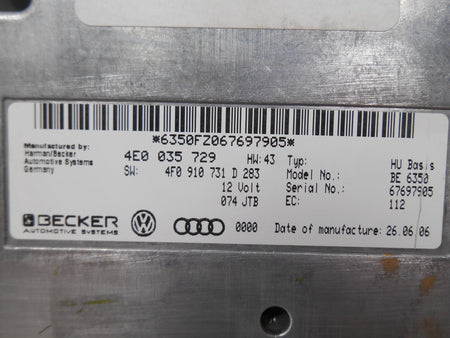 *6350FZ067697905*
Manufactured by:
Harman/Becker
Automotive Systems
Germany
4E0 035 729 HW:43 Typ: HU Basis
SW: 4F0 910 731 D 283 Model No.: BE 6350
12 Volt Serial No.: 67697905
074 JTB EC: 112
BECKER
AUTOMOTIVE SYSTEMS
0000 Date of manufacture: 26.06.06